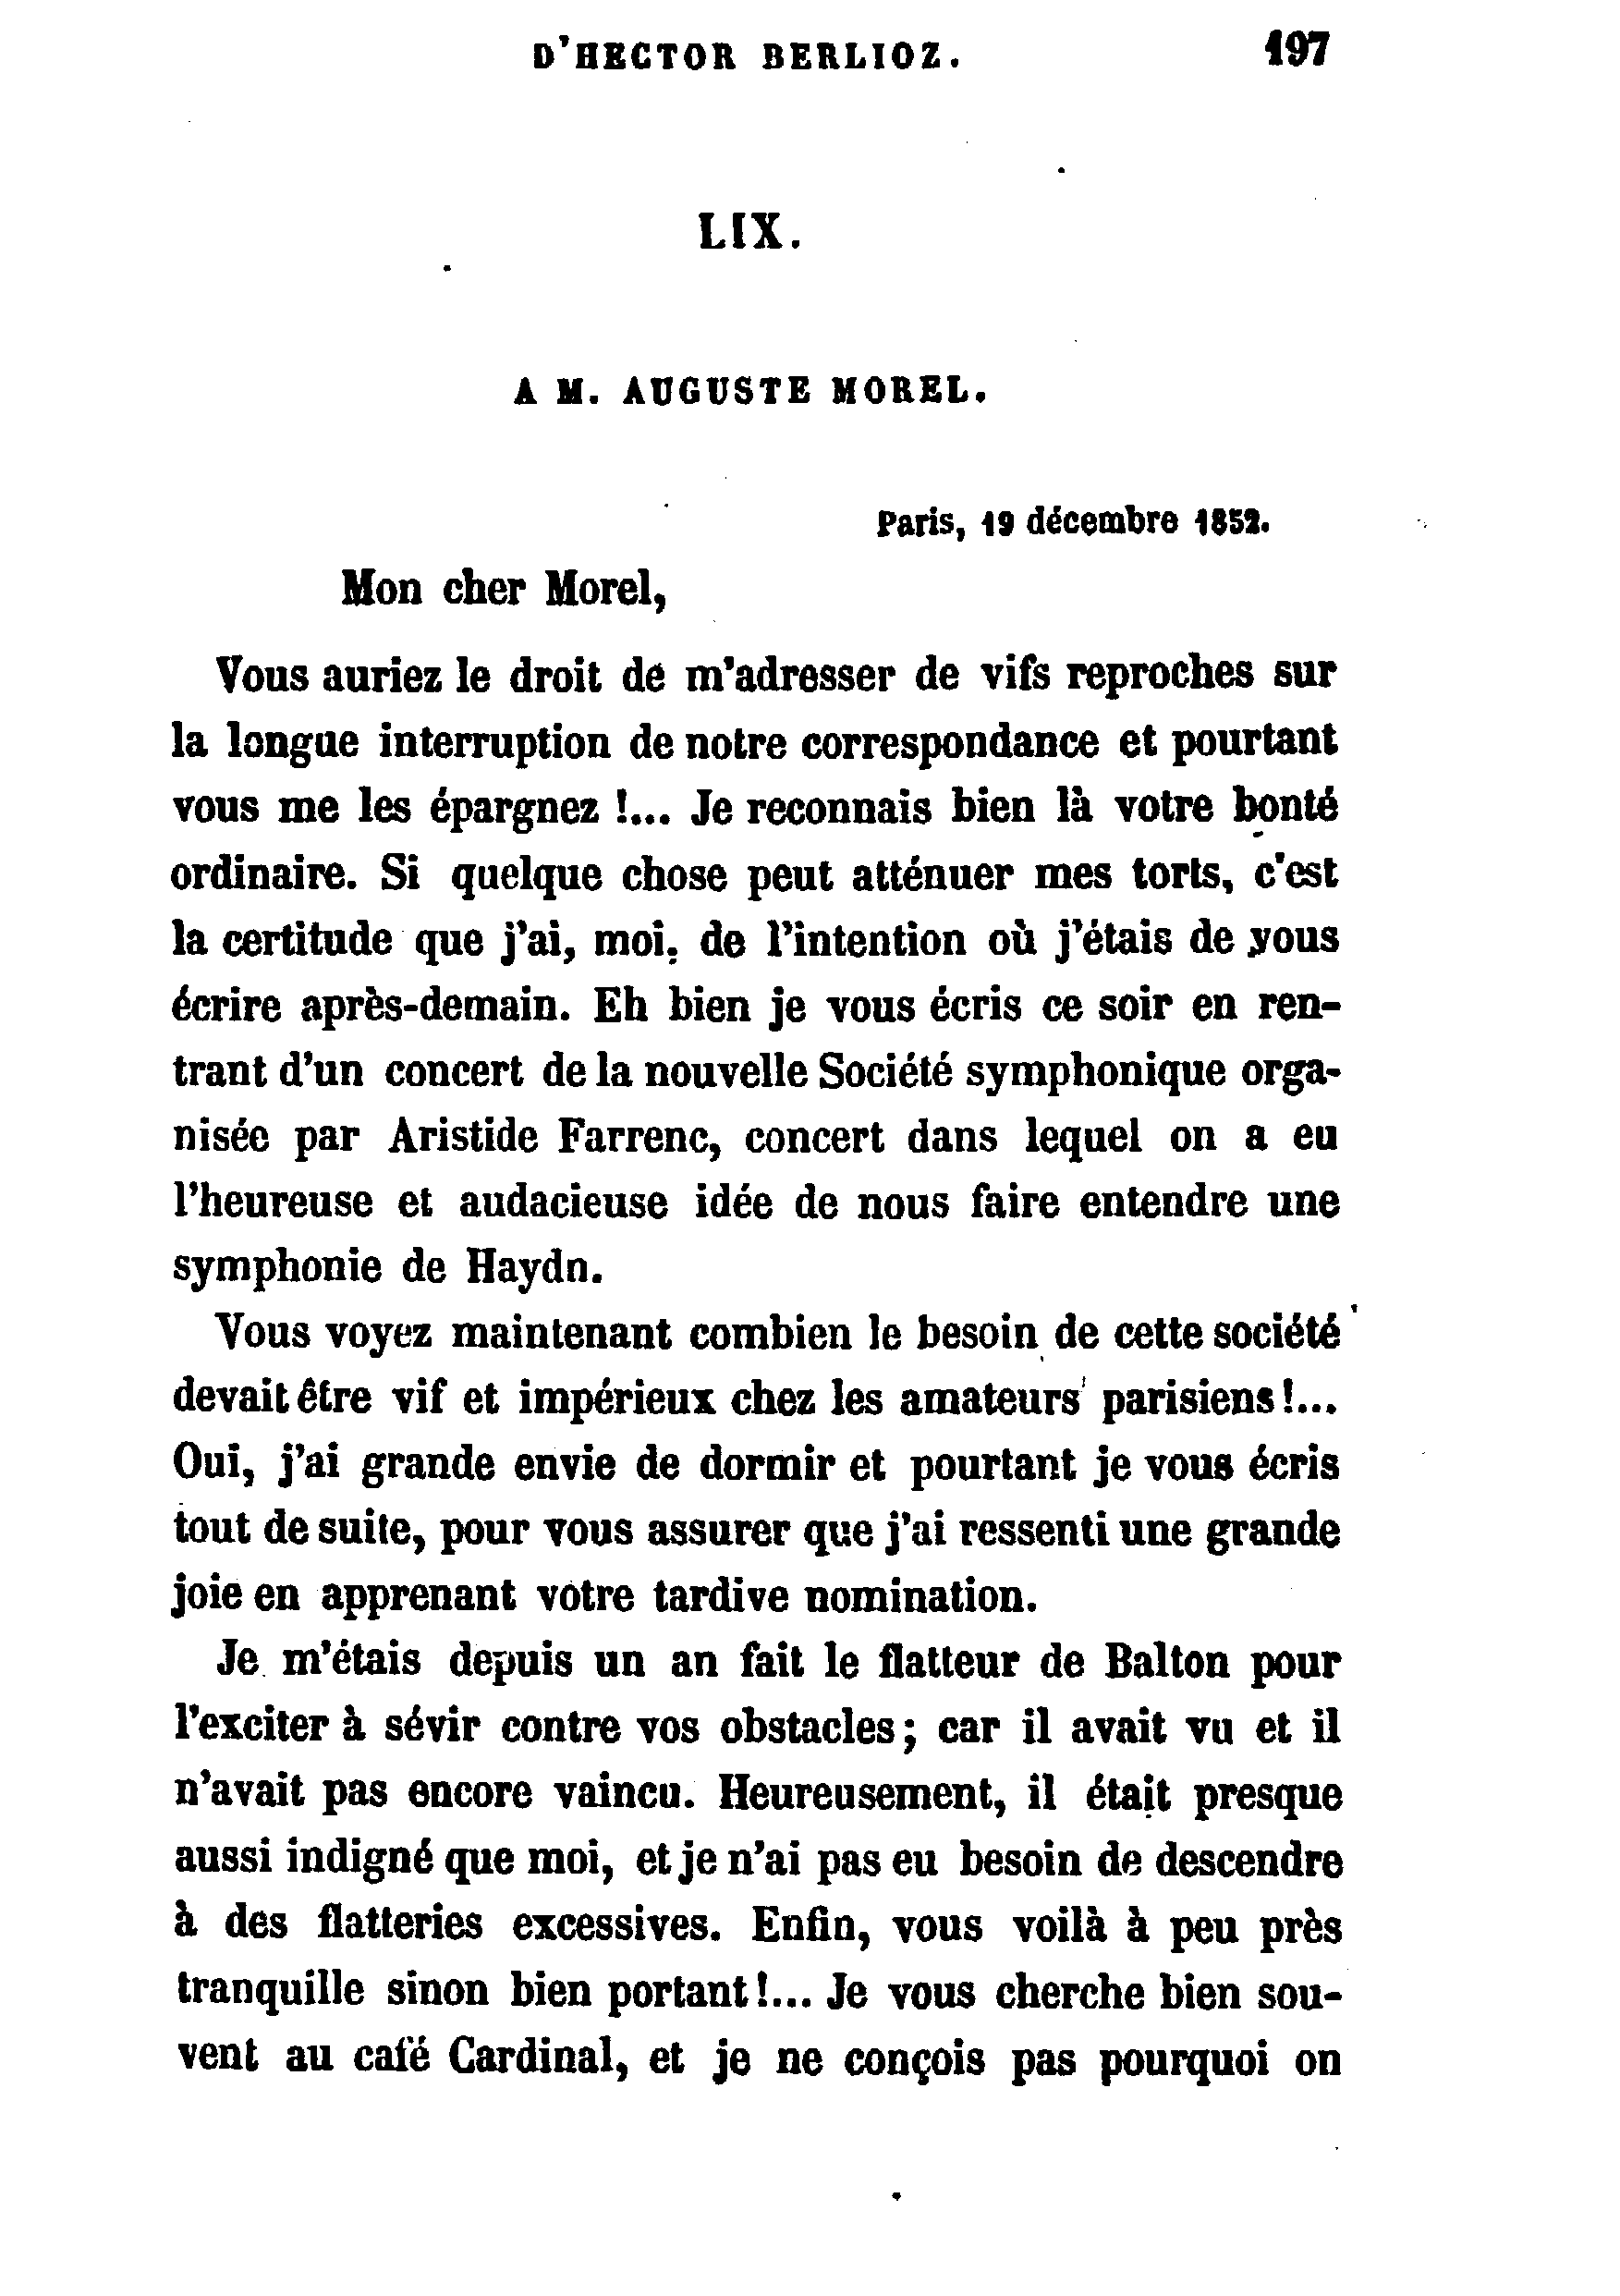 D'HECTOR BERLIOZ. 197
LIX.
A M. AUGUSTE MOREL.
Paris, 19 décembre 1852.
Mon cher Morel,
Vous auriez le droit de m'adresser de vifs reproches sur
la longue interruption de notre correspondance et pourtant
vous me les épargnez !... Je reconnais bien là votre bonté
ordinaire. Si quelque chose peut atténuer mes torts, c'est
la certitude que j'ai, moi, de l'intention où j'étais de vous
écrire après-demain. Eh bien je vous écris ce soir en ren-
trant d'un concert de la nouvelle Société symphonique orga-
nisée par Aristide Farrenc, concert dans lequel on a eu
l'heureuse et audacieuse idée de nous faire entendre une
symphonie de Haydn.
Vous voyez maintenant combien le besoin de cette société
devait être vif et impérieux chez les amateurs parisiens!...
Oui, j'ai grande envie de dormir et pourtant je vous écris
tout de suite, pour vous assurer que j'ai ressenti une grande
joie en apprenant votre tardive nomination.
Je m'étais depuis un an fait le flatteur de Balton pour
l'exciter à sévir contre vos obstacles; car il avait vu et il
n'avait pas encore vaincu. Heureusement, il était presque
aussi indigné que moi, et je n'ai pas eu besoin de descendre
à des flatteries excessives. Enfin, vous voilà à peu près
tranquille sinon bien portant!... Je vous cherche bien sou-
vent au café Cardinal, et je ne conçois pas pourquoi on